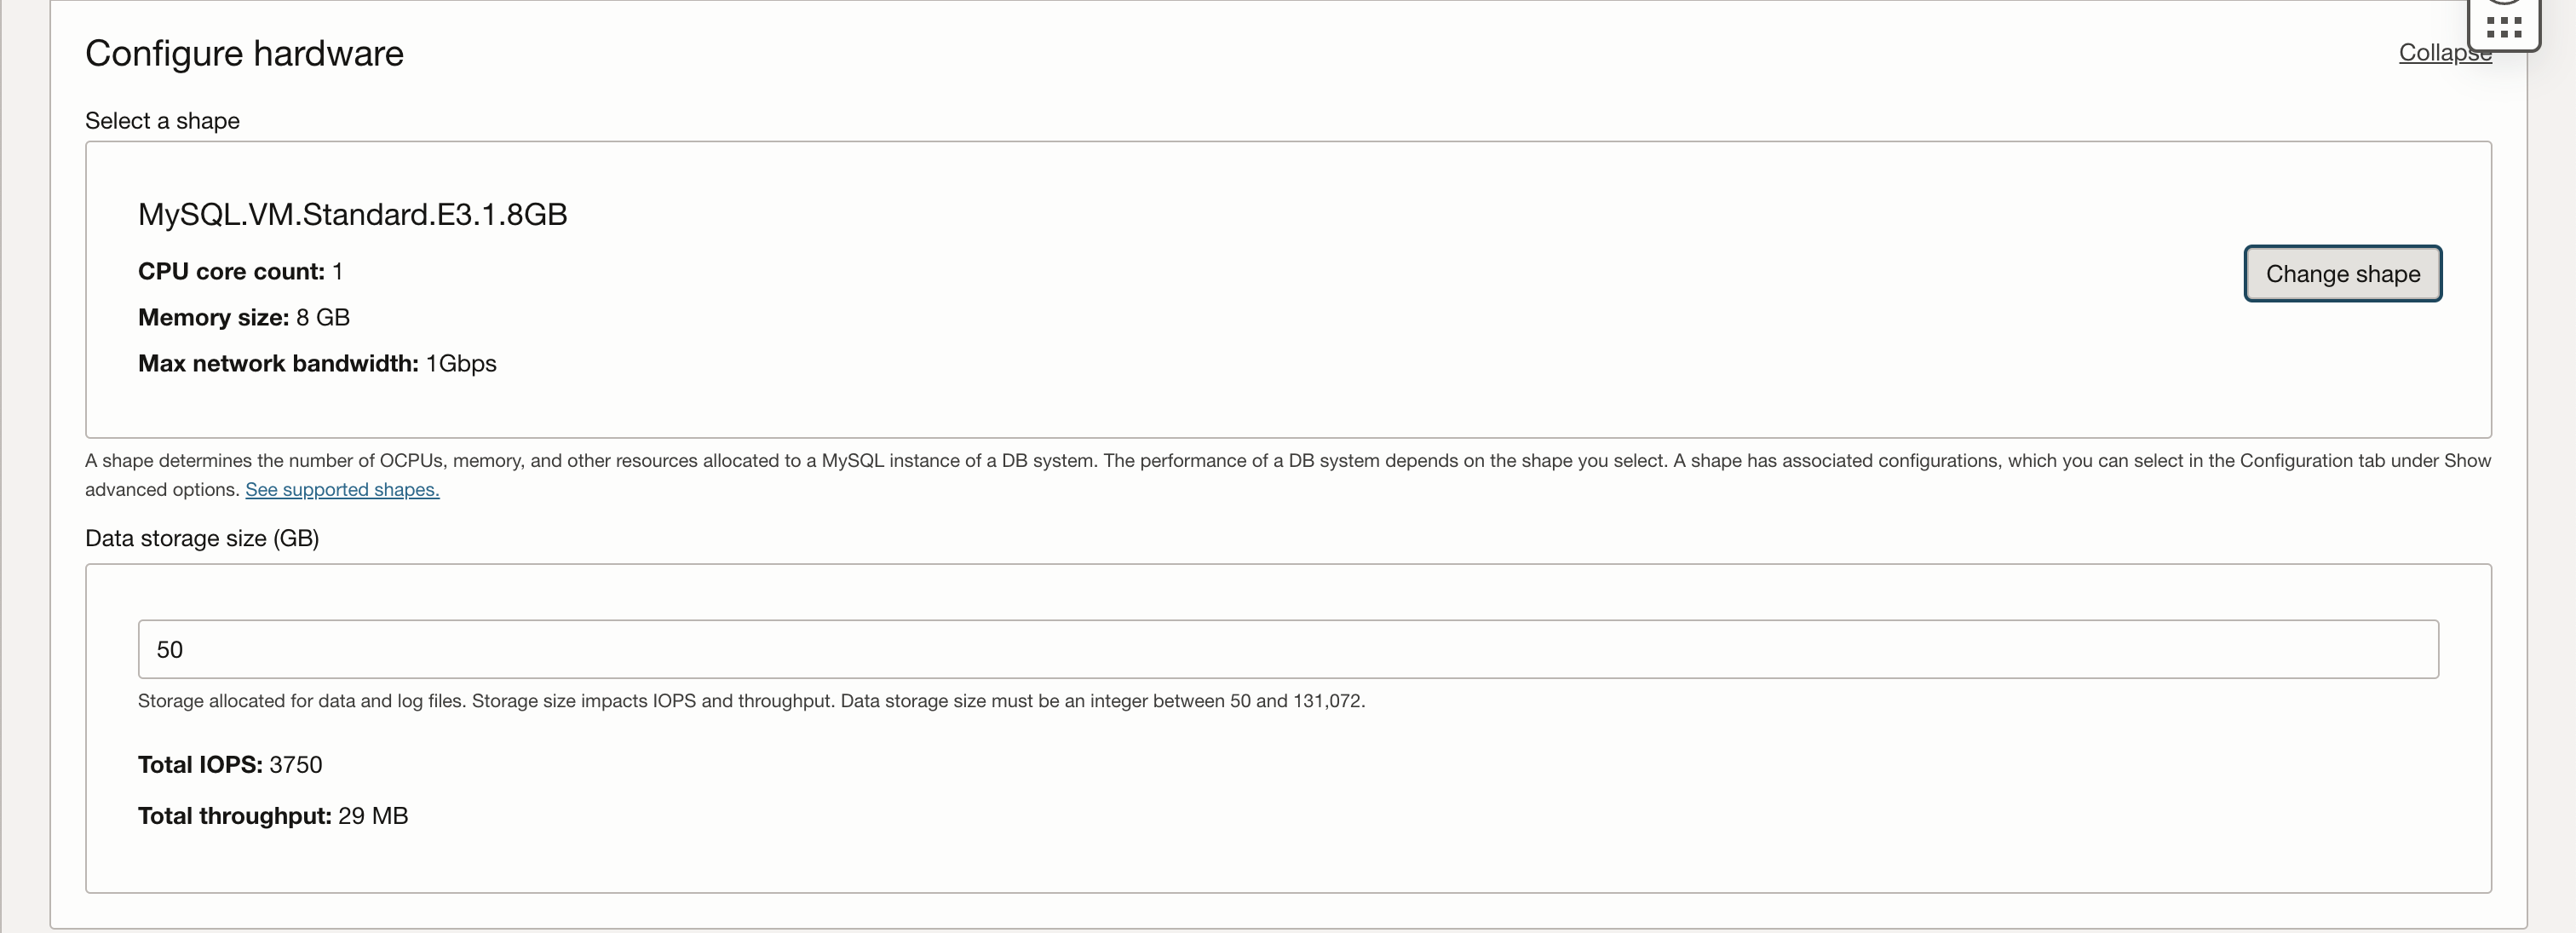 Configure hardware
Collapse
Select a shape
MySQL.VM.Standard.E3.1.8GB
CPU core count: 1
Change shape
Memory size: 8 GB
Max network bandwidth: 1Gbps
A shape determines the number of OCPUs, memory, and other resources allocated to a MySQL instance of a DB system. The performance of a DB system depends on the shape you select. A shape has associated configurations, which you can select in the Configuration tab under Show
advanced options. See supported shapes.
Data storage size (GB)
50
Storage allocated for data and log files. Storage size impacts IOPS and throughput. Data storage size must be an integer between 50 and 131,072.
Total IOPS: 3750
Total throughput: 29 MB